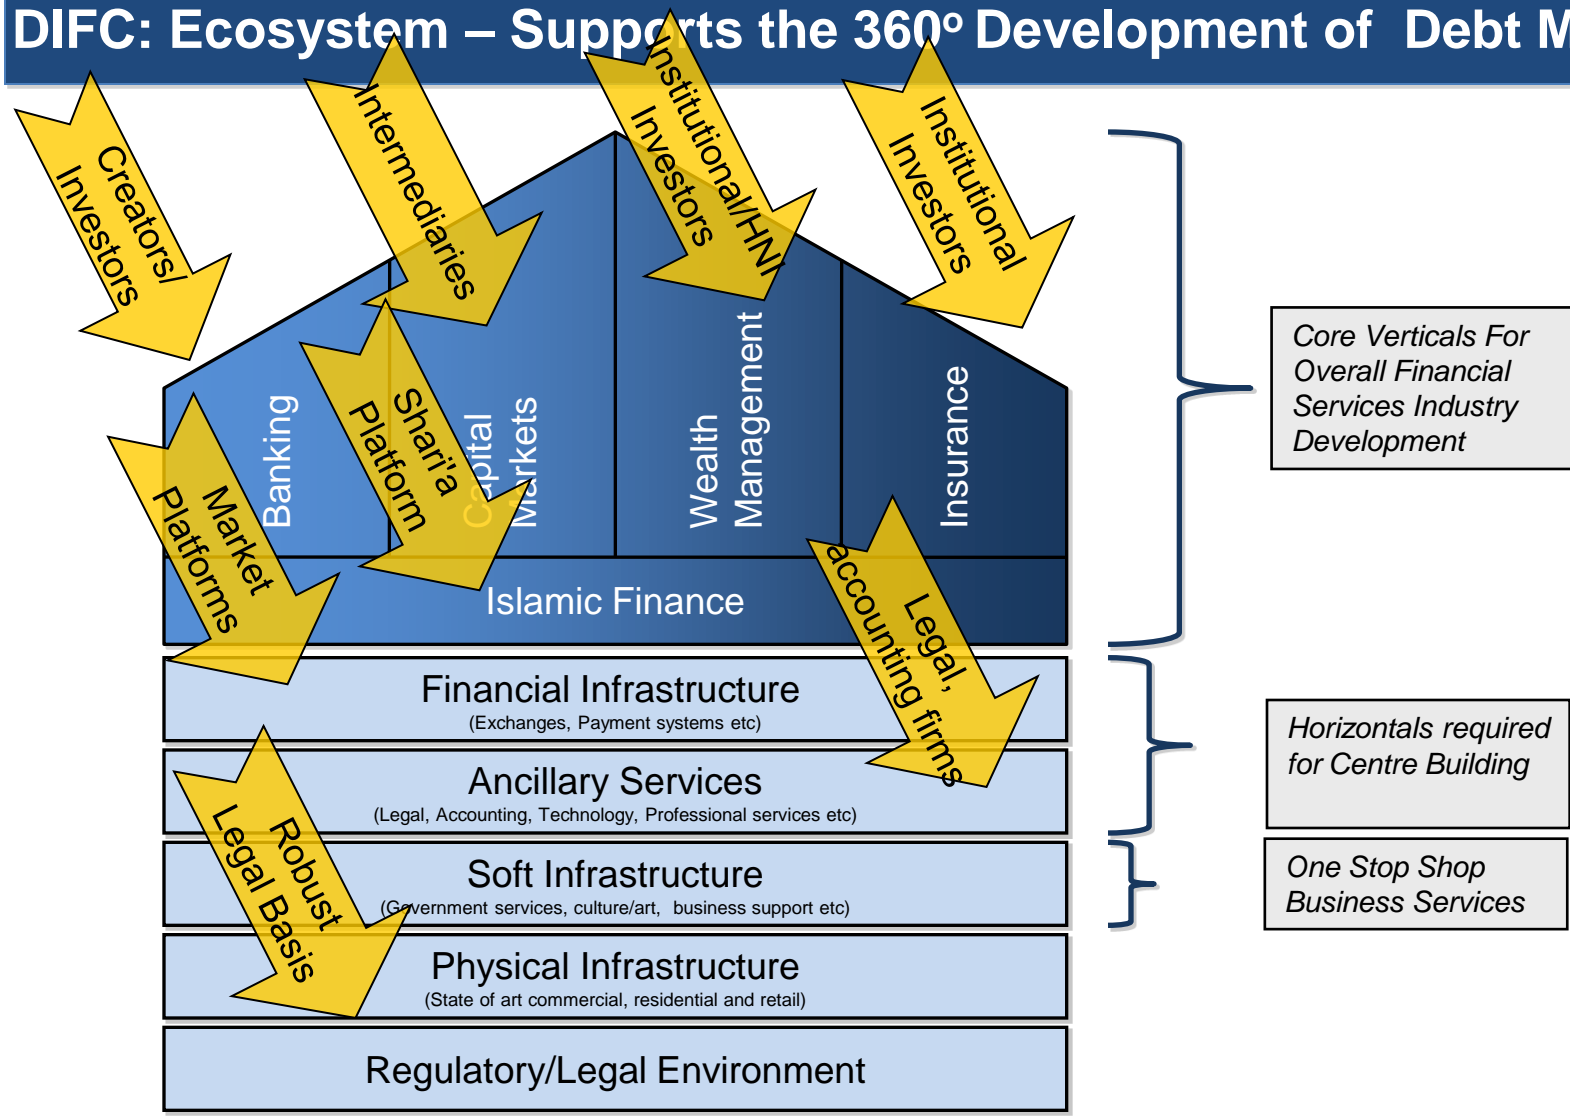 DIFC: Ecosystem – Supports the 360º Development of Debt M
Creators/
Investors
Intermediaries
Institutional/HNI
Investors
Institutional
Investors
Market
Platforms
Shari'a
Platform
Banking
Capital
Markets
Wealth
Management
Insurance
Islamic Finance
Legal,
accounting firms
Core Verticals For
Overall Financial
Services Industry
Development
Financial Infrastructure
(Exchanges, Payment systems etc)
Ancillary Services
(Legal, Accounting, Technology, Professional services etc)
Horizontals required
for Centre Building
Robust
Legal Basis
Soft Infrastructure
(Government services, culture/art, business support etc)
One Stop Shop
Business Services
Physical Infrastructure
(State of art commercial, residential and retail)
Regulatory/Legal Environment